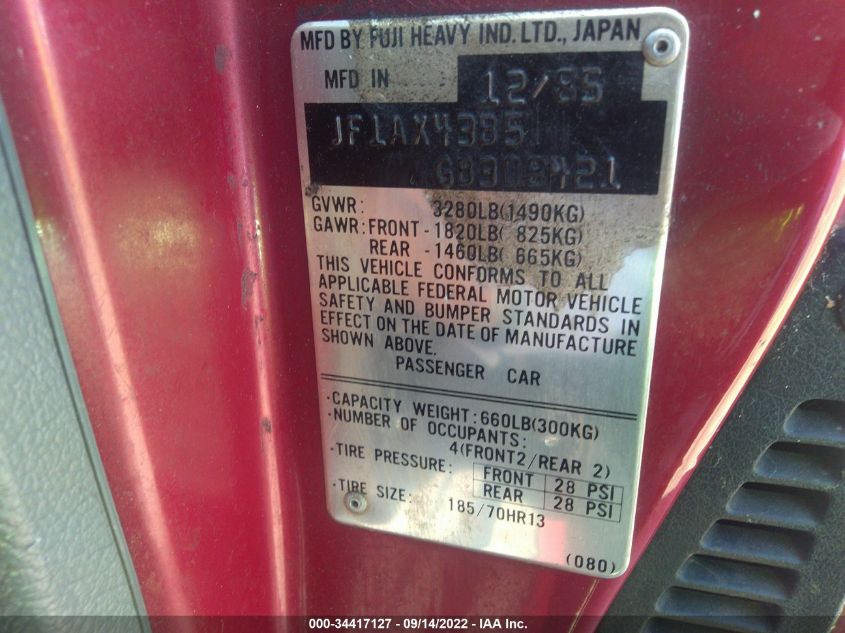 MFD BY FUJI HEAVY IND. LTD., JAPAN
MFD IN 12/85
JF1AX4385
GB303421
GVWR: 3280LB(1490KG)
GAWR: FRONT - 1820LB( 825KG)
REAR - 1460LB( 665KG)
THIS VEHICLE CONFORMS TO ALL
APPLICABLE FEDERAL MOTOR VEHICLE
SAFETY AND BUMPER STANDARDS IN
EFFECT ON THE DATE OF MANUFACTURE
SHOWN ABOVE.
PASSENGER CAR
·CAPACITY WEIGHT:660LB(300KG)
·NUMBER OF OCCUPANTS:
4(FRONT2/REAR 2)
·TIRE PRESSURE: FRONT 28 PSI
REAR 28 PSI
·TIRE SIZE: 185/70HR13
(080)
000-34417127 - 09/14/2022 - IAA Inc.